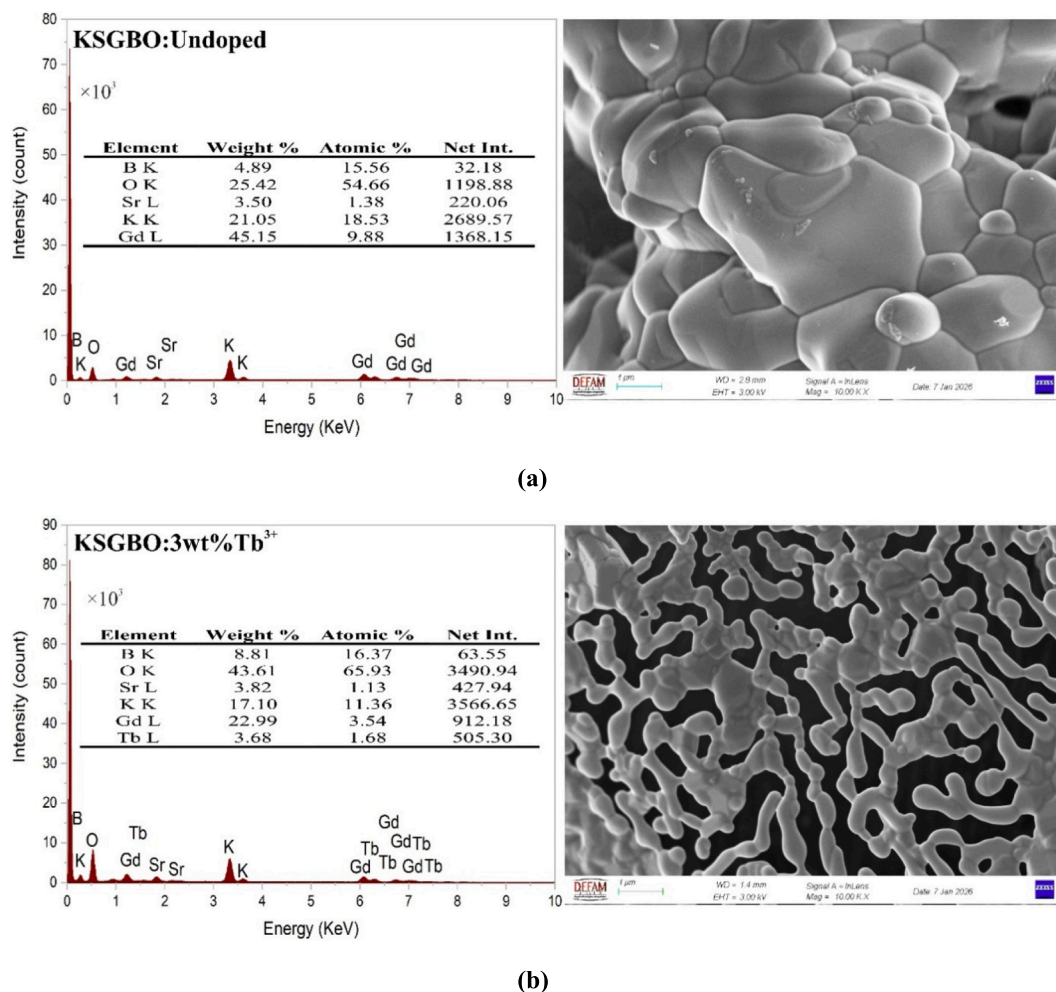 KSGBO:Undoped
×10³
Intensity (count)
80
70
60
50
40
30
20
10
0
Element Weight % Atomic % Net Int.
B K 4.89 15.56 32.18
O K 25.42 54.66 1198.88
Sr L 3.50 1.38 220.06
K K 21.05 18.53 2689.57
Gd L 45.15 9.88 1368.15
B
K
O
Gd
Sr
Sr
K
K
Gd
Gd
Gd
Gd
0 1 2 3 4 5 6 7 8 9 10
Energy (KeV)
DEFAM
1 µm
WD = 2.9 mm
EHT = 3.00 kV
Signal A = InLens
Mag = 10.00 K X
Date: 7 Jan 2026
ZEISS
(a)
KSGBO:3wt%Tb³⁺
×10³
Intensity (count)
90
80
70
60
50
40
30
20
10
0
Element Weight % Atomic % Net Int.
B K 8.81 16.37 63.55
O K 43.61 65.93 3490.94
Sr L 3.82 1.13 427.94
K K 17.10 11.36 3566.65
Gd L 22.99 3.54 912.18
Tb L 3.68 1.68 505.30
B
K
O
Tb
Gd
Sr
Sr
K
K
Gd
Tb
Tb
Gd
Gd Tb
Gd Tb
0 1 2 3 4 5 6 7 8 9 10
Energy (KeV)
DEFAM
1 µm
WD = 1.4 mm
EHT = 3.00 kV
Signal A = InLens
Mag = 10.00 K X
Date: 7 Jan 2026
ZEISS
(b)